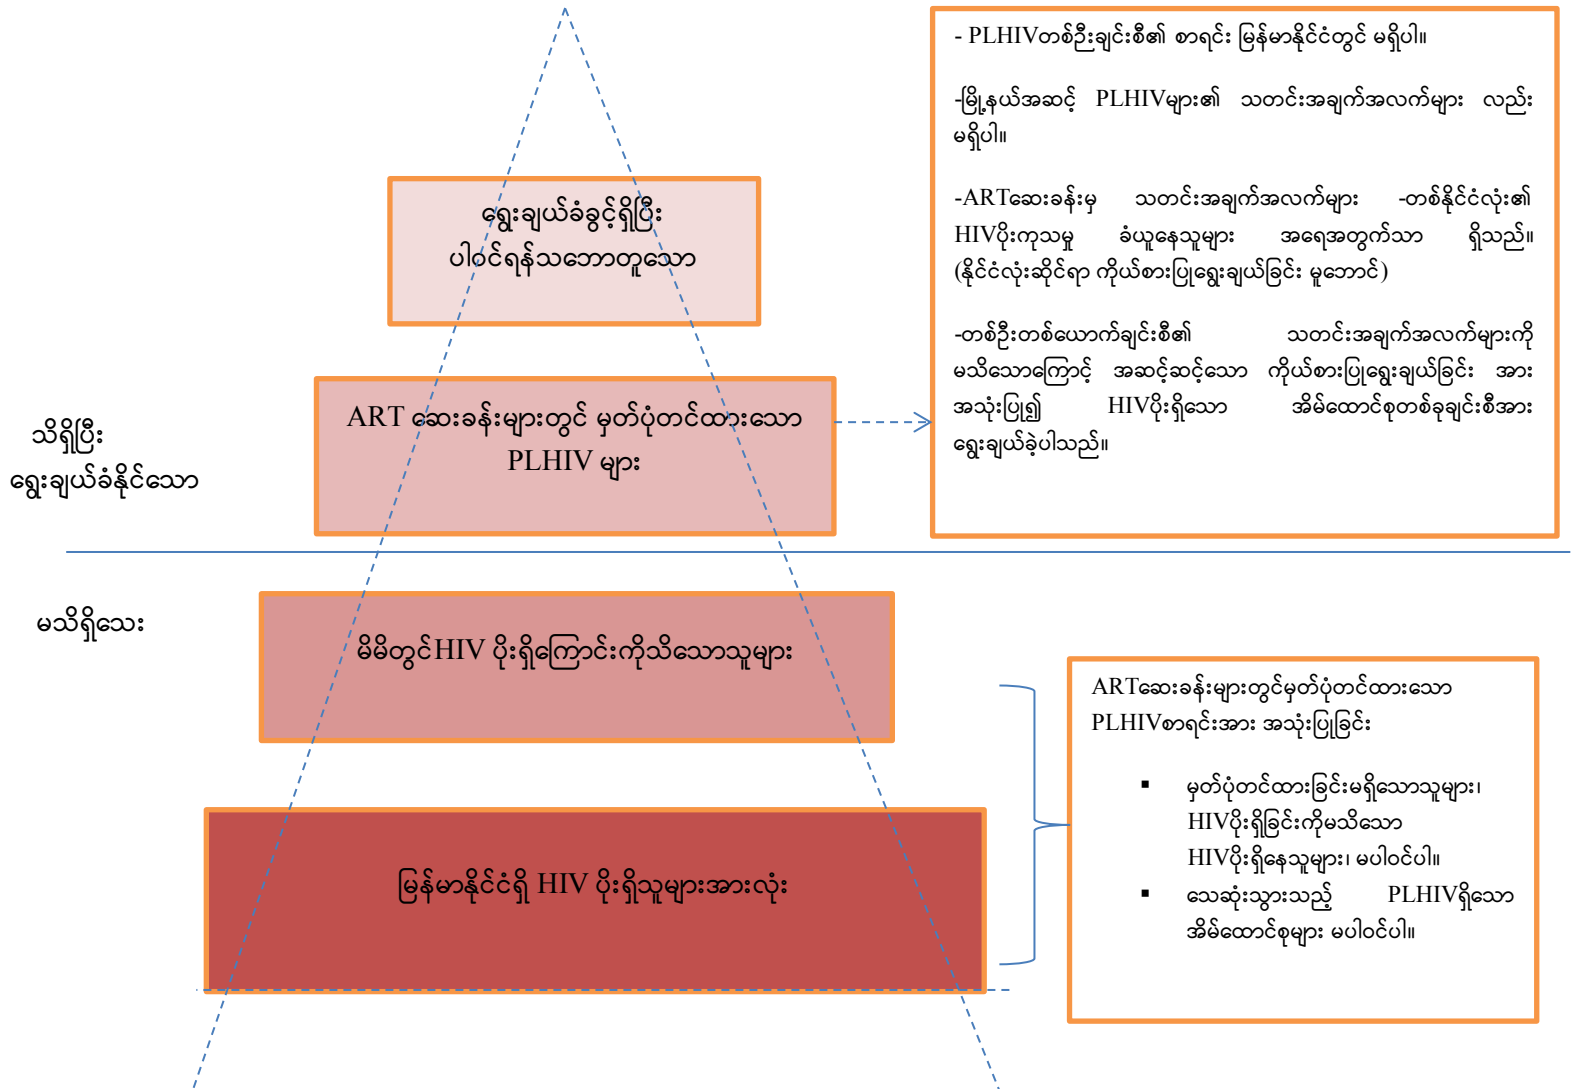 - PLHIVတစ်ဦးချင်းစီ၏ စာရင်း မြန်မာနိုင်ငံတွင် မရှိပါ။
-မြို့နယ်အဆင့် PLHIVများ၏ သတင်းအချက်အလက်များ လည်း
မရှိပါ။
-ARTဆေးခန်းမှ သတင်းအချက်အလက်များ -တစ်နိုင်ငံလုံး၏
HIVပိုးကုသမှု ခံယူနေသူများ အရေအတွက်သာ ရှိသည်။
(နိုင်ငံလုံးဆိုင်ရာ ကိုယ်စားပြုရွေးချယ်ခြင်း မူဘောင်)
-တစ်ဦးတစ်ယောက်ချင်းစီ၏ သတင်းအချက်အလက်များကို
မသိသောကြောင့် အဆင့်ဆင့်သော ကိုယ်စားပြုရွေးချယ်ခြင်း အား
အသုံးပြု၍ HIVပိုးရှိသော အိမ်ထောင်စုတစ်ခုချင်းစီအား
ရွေးချယ်ခဲ့ပါသည်။
ရွေးချယ်ခံခွင့်ရှိပြီး
ပါဝင်ရန်သဘောတူသော
ART ဆေးခန်းများတွင် မှတ်ပုံတင်ထားသော
PLHIV များ
သိရှိပြီး
ရွေးချယ်ခံနိုင်သော
မသိရှိသေး
မိမိတွင်HIV ပိုးရှိကြောင်းကိုသိသောသူများ
မြန်မာနိုင်ငံရှိ HIV ပိုးရှိသူများအားလုံး
ARTဆေးခန်းများတွင်မှတ်ပုံတင်ထားသော
PLHIVစာရင်းအား အသုံးပြုခြင်း
▪ မှတ်ပုံတင်ထားခြင်းမရှိသောသူများ၊
HIVပိုးရှိခြင်းကိုမသိသော
HIVပိုးရှိနေသူများ၊ မပါဝင်ပါ။
▪ သေဆုံးသွားသည့် PLHIVရှိသော
အိမ်ထောင်စုများ မပါဝင်ပါ။